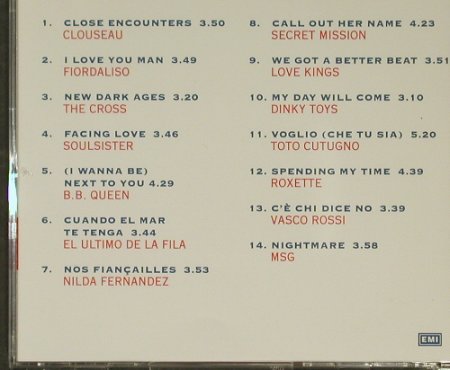 1. CLOSE ENCOUNTERS 3.50
CLOUSEAU
2. I LOVE YOU MAN 3.49
FIORDALISO
3. NEW DARK AGES 3.20
THE CROSS
4. FACING LOVE 3.46
SOULSISTER
5. (I WANNA BE)
NEXT TO YOU 4.29
B.B. QUEEN
6. CUANDO EL MAR
TE TENGA 3.44
EL ULTIMO DE LA FILA
7. NOS FIANÇAILLES 3.53
NILDA FERNANDEZ
8. CALL OUT HER NAME 4.23
SECRET MISSION
9. WE GOT A BETTER BEAT 3.51
LOVE KINGS
10. MY DAY WILL COME 3.10
DINKY TOYS
11. VOGLIO (CHE TU SIA) 5.20
TOTO CUTUGNO
12. SPENDING MY TIME 4.39
ROXETTE
13. C'È CHI DICE NO 3.39
VASCO ROSSI
14. NIGHTMARE 3.58
MSG
EMI